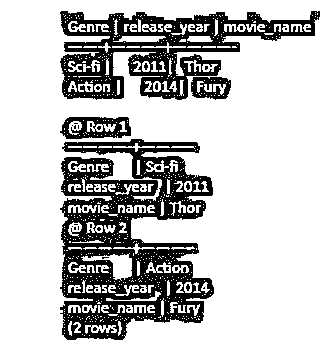 Genre | release_year | movie_name
----------+--------+----------
Sci-fi | 2011 | Thor
Action | 2014 | Fury
@ Row 1
-----------+----------
Genre | Sci-fi
release_year | 2011
movie_name | Thor
@ Row 2
-----------+----------
Genre | Action
release_year | 2014
movie_name | Fury
(2 rows)